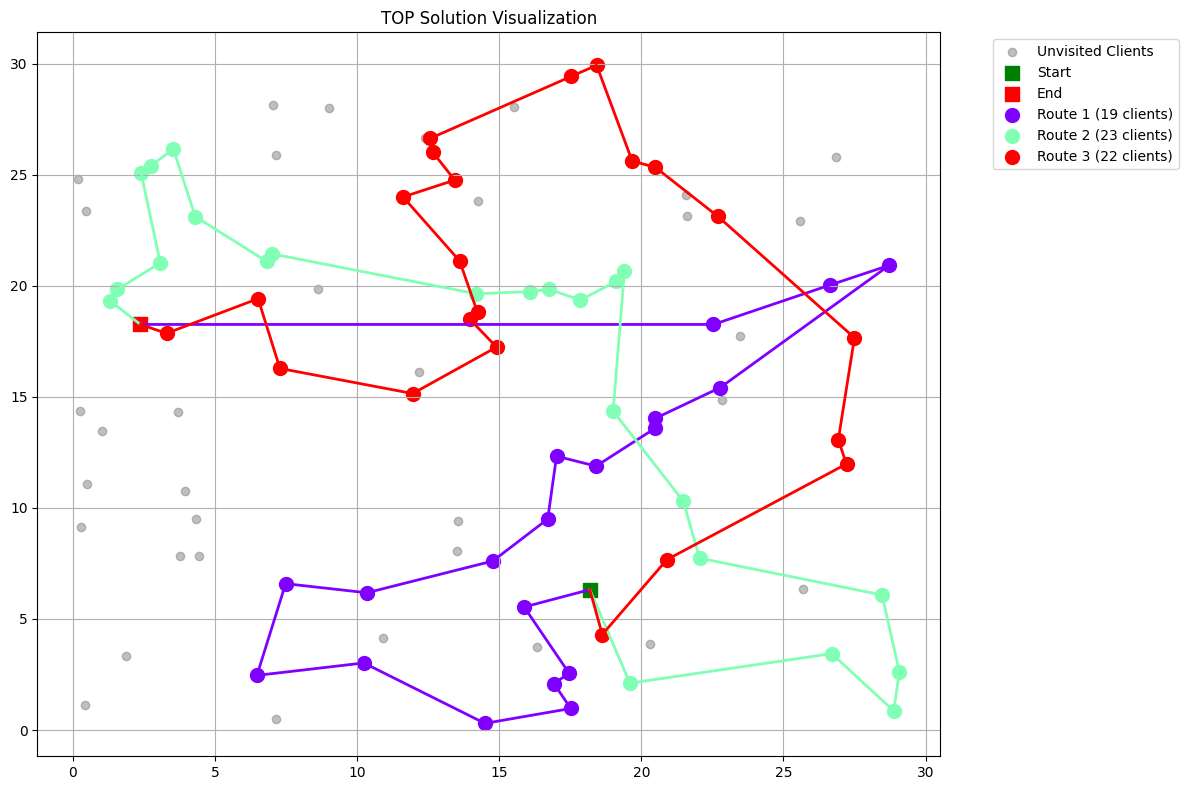 TOP Solution Visualization
30
25
20
15
10
5
0
0 5 10 15 20 25 30
Unvisited Clients
Start
End
Route 1 (19 clients)
Route 2 (23 clients)
Route 3 (22 clients)